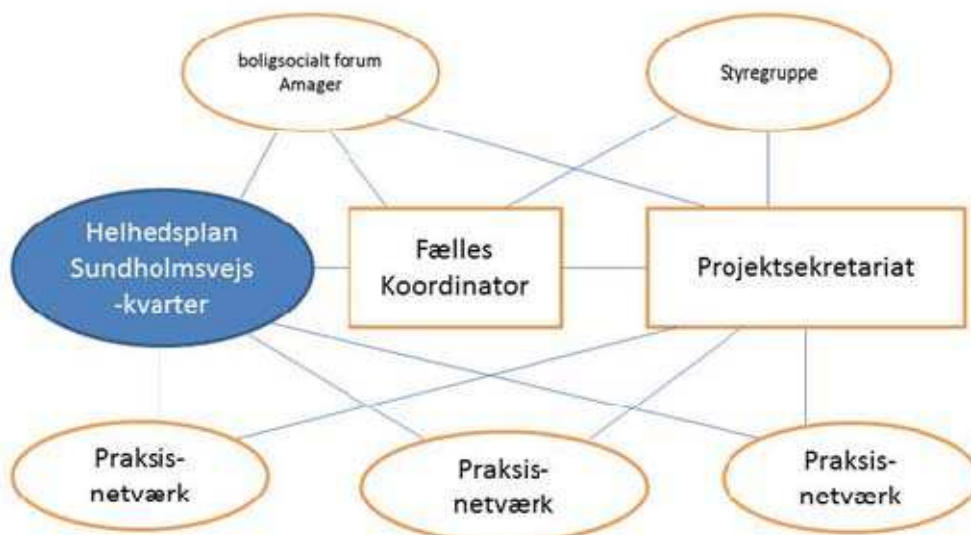 boligsocialt forum
Amager
Styregruppe
Helhedsplan
Sundholmsvejs
-kvarter
Fælles
Koordinator
Projektsekretariat
Praksis-
netværk
Praksis-
netværk
Praksis-
netværk